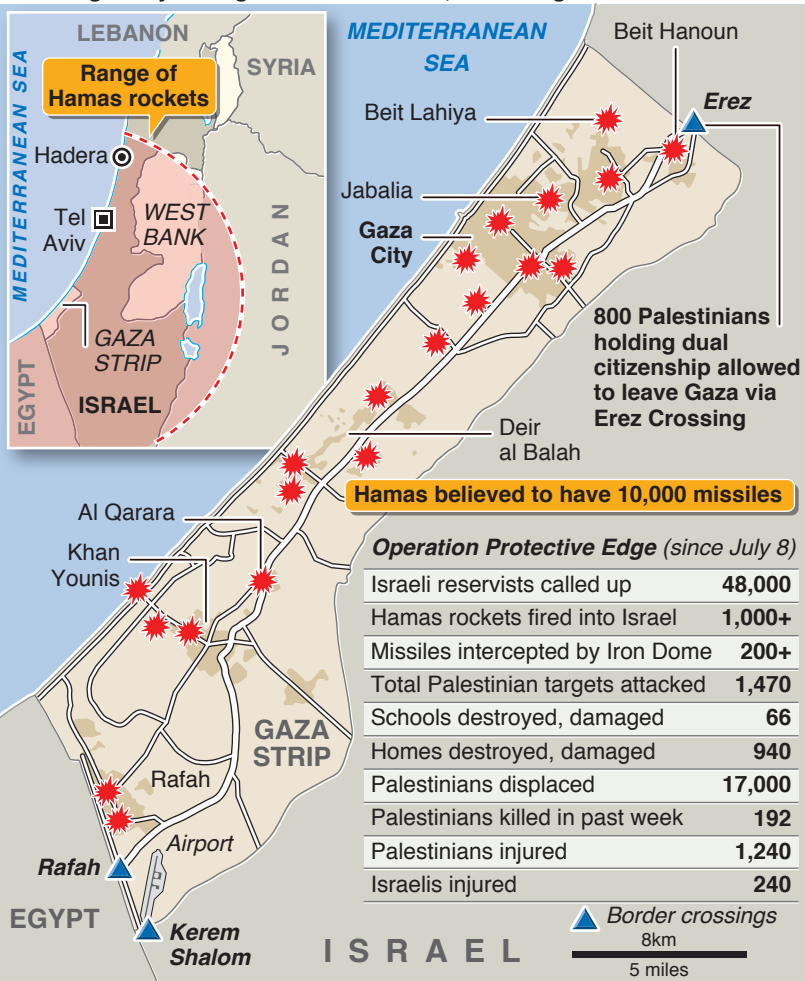 LEBANON
SYRIA
Range of
Hamas rockets
MEDITERRANEAN SEA
Hadera
Tel
Aviv
WEST
BANK
JORDAN
GAZA
STRIP
EGYPT
ISRAEL
MEDITERRANEAN
SEA
Beit Hanoun
Erez
Beit Lahiya
Jabalia
Gaza
City
800 Palestinians
holding dual
citizenship allowed
to leave Gaza via
Erez Crossing
Deir
al Balah
Hamas believed to have 10,000 missiles
Al Qarara
Khan
Younis
Operation Protective Edge (since July 8)
Israeli reservists called up 48,000
Hamas rockets fired into Israel 1,000+
Missiles intercepted by Iron Dome 200+
Total Palestinian targets attacked 1,470
Schools destroyed, damaged 66
Homes destroyed, damaged 940
Palestinians displaced 17,000
Palestinians killed in past week 192
Palestinians injured 1,240
Israelis injured 240
GAZA
STRIP
Rafah
Airport
Rafah
EGYPT
Kerem
Shalom
ISRAEL
Border crossings
8km
5 miles